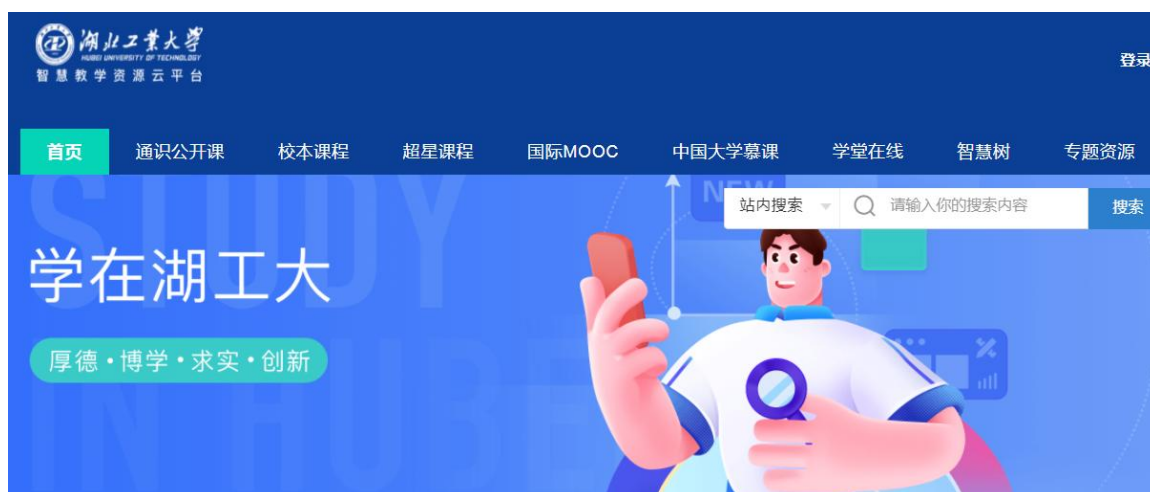 湖北工业大学
HUBEI UNIVERSITY OF TECHNOLOGY
智慧教学资源云平台
登录
首页 通识公开课 校本课程 超星课程 国际MOOC 中国大学慕课 学堂在线 智慧树 专题资源
STUDY
NEW
站内搜索 请输入你的搜索内容 搜索
学在湖工大
厚德·博学·求实·创新
IN HUBE